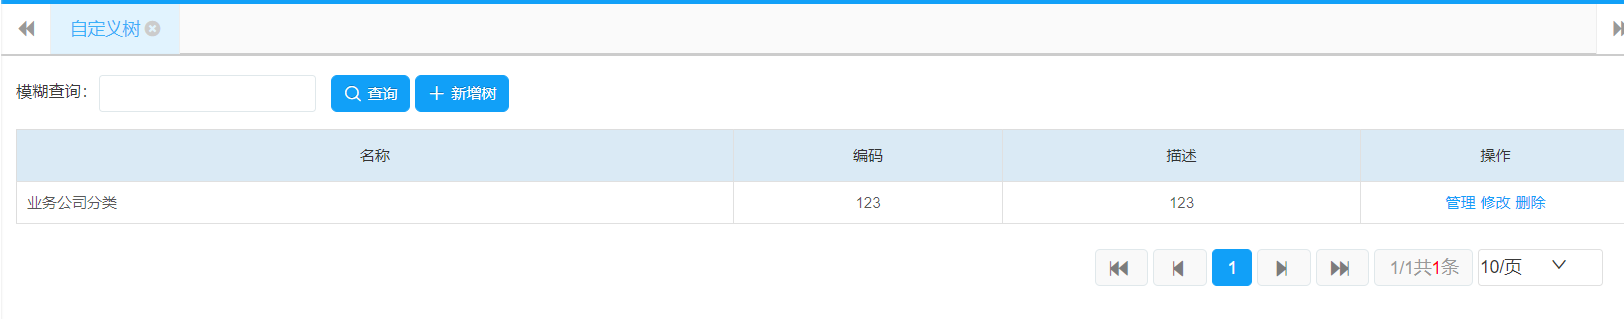 自定义树
模糊查询：
查询
新增树
名称 编码 描述 操作
业务公司分类 123 123 管理 修改 删除
1 1/1共1条 10/页